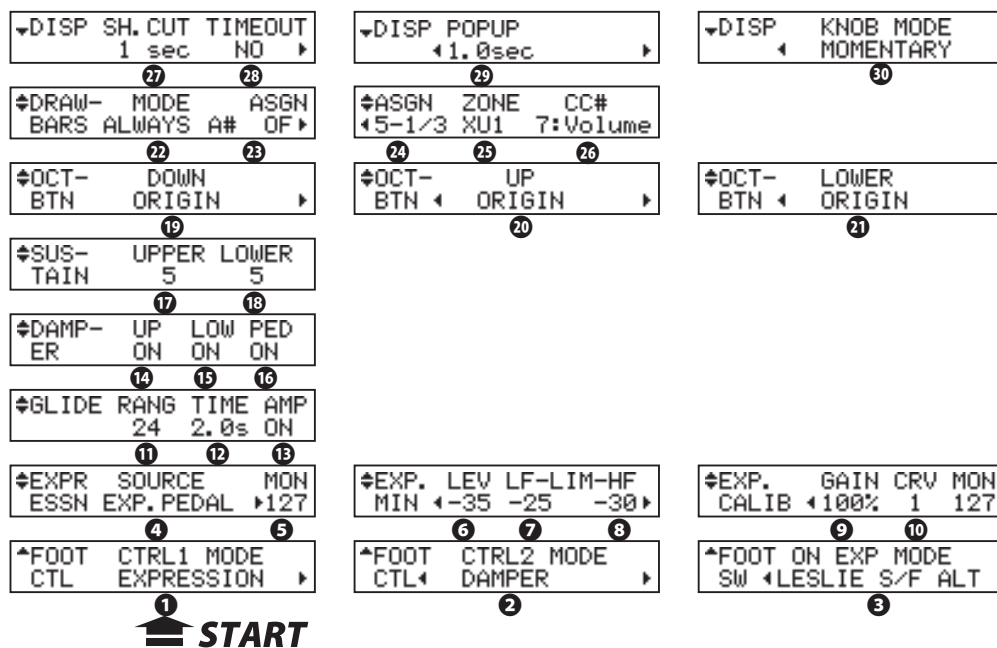 DISP SH.CUT TIMEOUT
1 sec NO
27 28
DISP POPUP
1.0sec
29
DISP KNOB MODE
MOMENTARY
30
DRAW- MODE ASGN
BARS ALWAYS A# OF
22 23
ASGN ZONE CC#
5-1/3 XU1 7:Volume
24 25 26
OCT- DOWN
BTN ORIGIN
19
OCT- UP
BTN ORIGIN
20
OCT- LOWER
BTN ORIGIN
21
SUS- UPPER LOWER
TAIN 5 5
17 18
DAMP- UP LOW PED
ER ON ON ON
14 15 16
GLIDE RANG TIME AMP
24 2.0s ON
11 12 13
EXPR SOURCE MON
ESSN EXP.PEDAL 127
4 5
EXP. LEV LF-LIM-HF
MIN -35 -25 -30
6 7 8
EXP. GAIN CRV MON
CALIB 100% 1 127
9 10
FOOT CTRL1 MODE
CTL EXPRESSION
1
FOOT CTRL2 MODE
CTL DAMPER
2
FOOT ON EXP MODE
SW LESLIE S/F ALT
3
START